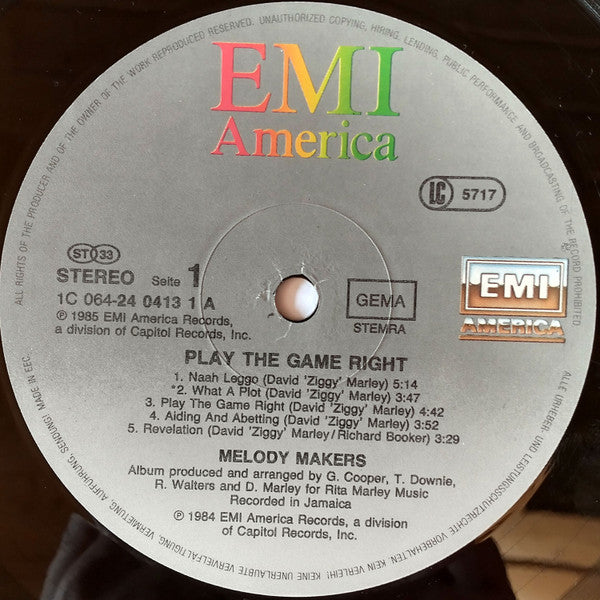 ALL RIGHTS OF THE PRODUCER AND OF THE OWNER OF THE WORK REPRODUCED RESERVED. UNAUTHORIZED COPYING, HIRING, LENDING, PUBLIC PERFORMANCE AND BROADCASTING OF THE RECORD PROHIBITED
EMI
America
LC 5717
ST 33
STEREO Seite 1
1C 064-24 0413 1 A
℗ 1985 EMI America Records,
a division of Capitol Records, Inc.
GEMA
STEMRA
EMI
AMERICA
PLAY THE GAME RIGHT
1. Naah Leggo (David 'Ziggy' Marley) 5:14
*2. What A Plot (David 'Ziggy' Marley) 3:47
3. Play The Game Right (David 'Ziggy' Marley) 4:42
4. Aiding And Abetting (David 'Ziggy' Marley) 3:52
5. Revelation (David 'Ziggy' Marley/Richard Booker) 3:29
MELODY MAKERS
Album produced and arranged by G. Cooper, T. Downie,
R. Walters and D. Marley for Rita Marley Music
Recorded in Jamaica
℗ 1984 EMI America Records, a division
of Capitol Records, Inc.
ALLE URHEBER- UND LEISTUNGSSCHUTZRECHTE VORBEHALTEN. KEIN VERLEIH! KEINE UNERLAUBTE VERVIELFÄLTIGUNG, VERMIETUNG, AUFFÜHRUNG, SENDUNG! MADE IN EEC.